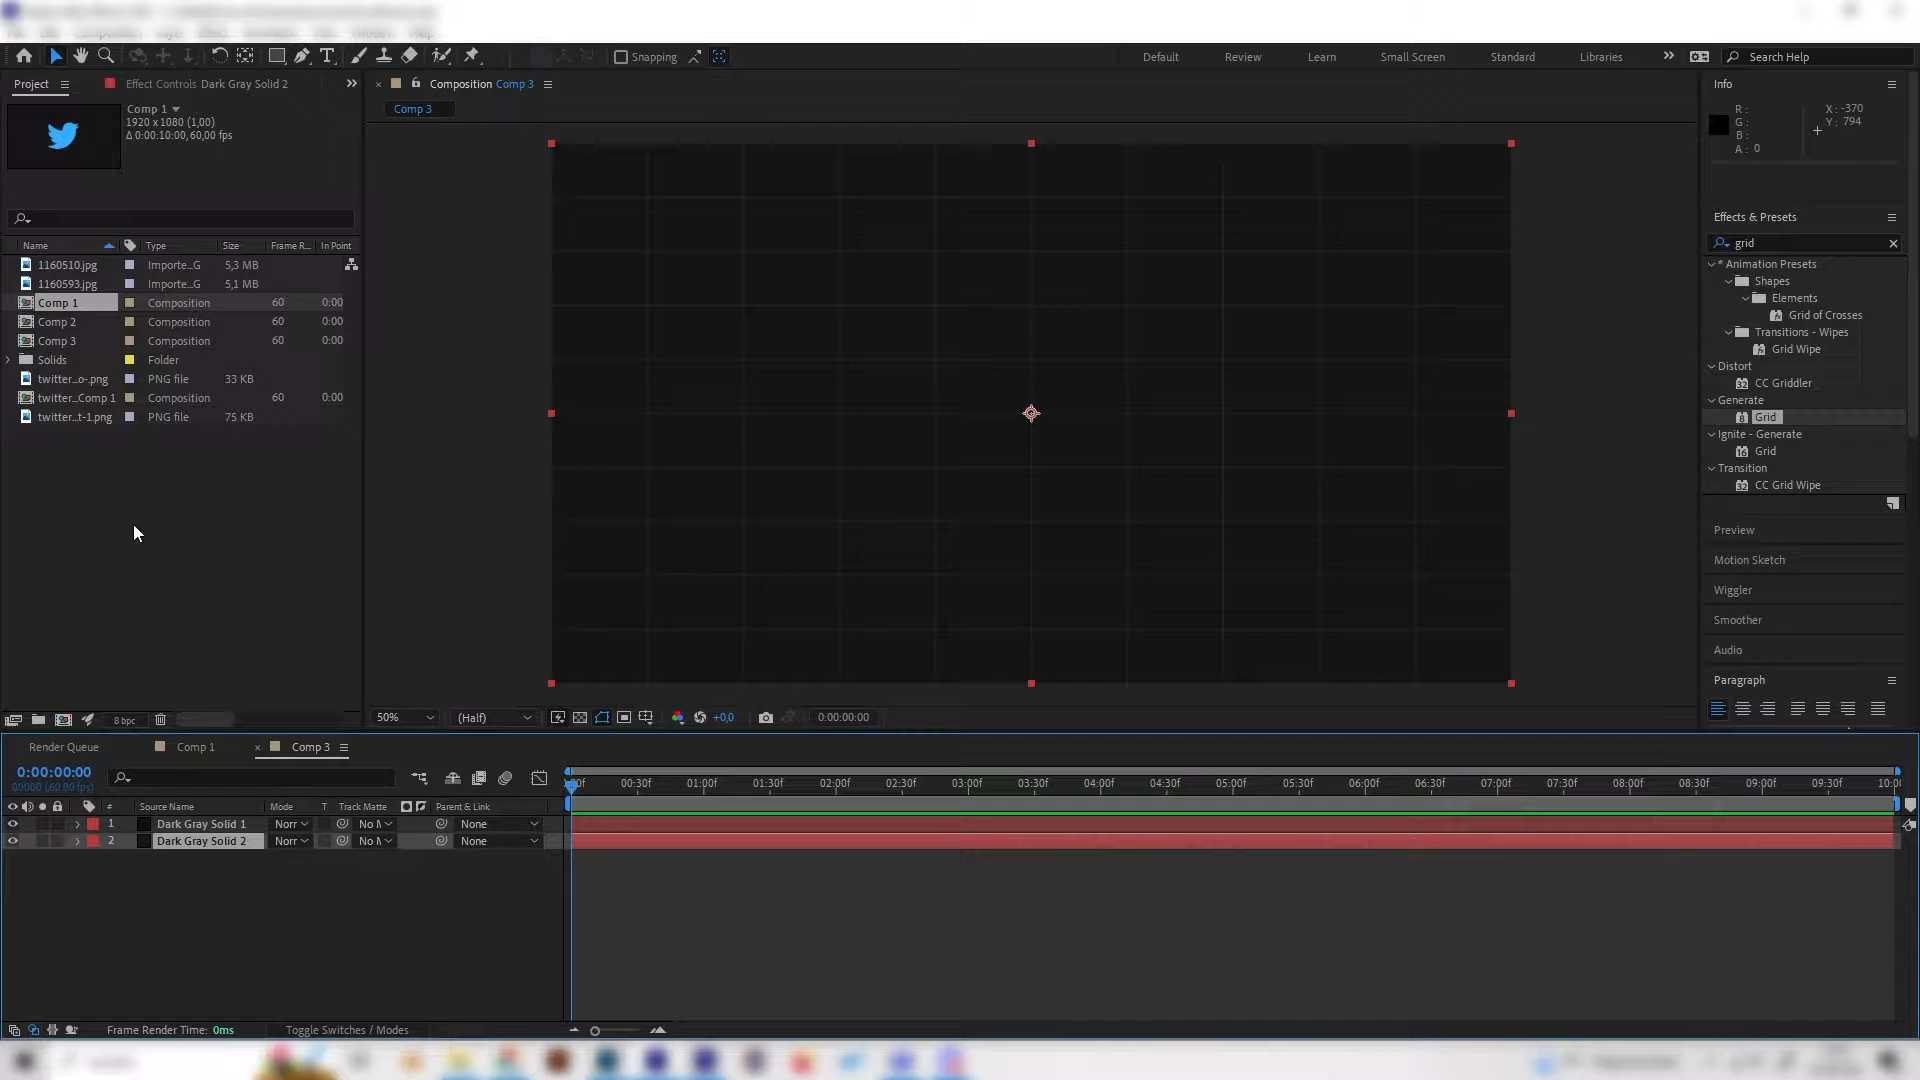 Snapping
Default
Review
Learn
Small Screen
Standard
Libraries
Search Help
Project
Effect Controls Dark Gray Solid 2
Composition Comp 3
Info
Comp 1
1920 x 1080 (1,00)
Δ 0:00:10:00, 60,00 fps
Comp 3
R :
G :
B :
A : 0
X : -370
Y : 794
Effects & Presets
grid
Name Type Size Frame R... In Point
1160510.jpg Importe...G 5,3 MB
1160593.jpg Importe...G 5,1 MB
Comp 1 Composition 60 0:00
Comp 2 Composition 60 0:00
Comp 3 Composition 60 0:00
Solids Folder
twitter...o-.png PNG file 33 KB
twitter...Comp 1 Composition 60 0:00
twitter...t-1.png PNG file 75 KB
* Animation Presets
Shapes
Elements
Grid of Crosses
Transitions - Wipes
Grid Wipe
Distort
CC Griddler
Generate
Grid
Ignite - Generate
Grid
Transition
CC Grid Wipe
Preview
Motion Sketch
Wiggler
Smoother
Audio
Paragraph
8 bpc
50%
(Half)
+0,0
0:00:00:00
Render Queue
Comp 1
Comp 3
0:00:00:00
00000 (60.00 fps)
00:30f 01:00f 01:30f 02:00f 02:30f 03:00f 03:30f 04:00f 04:30f 05:00f 05:30f 06:00f 06:30f 07:00f 07:30f 08:00f 08:30f 09:00f 09:30f
# Source Name Mode T Track Matte Parent & Link
1 Dark Gray Solid 1 Norr None
2 Dark Gray Solid 2 Norr None
Frame Render Time: 0ms
Toggle Switches / Modes